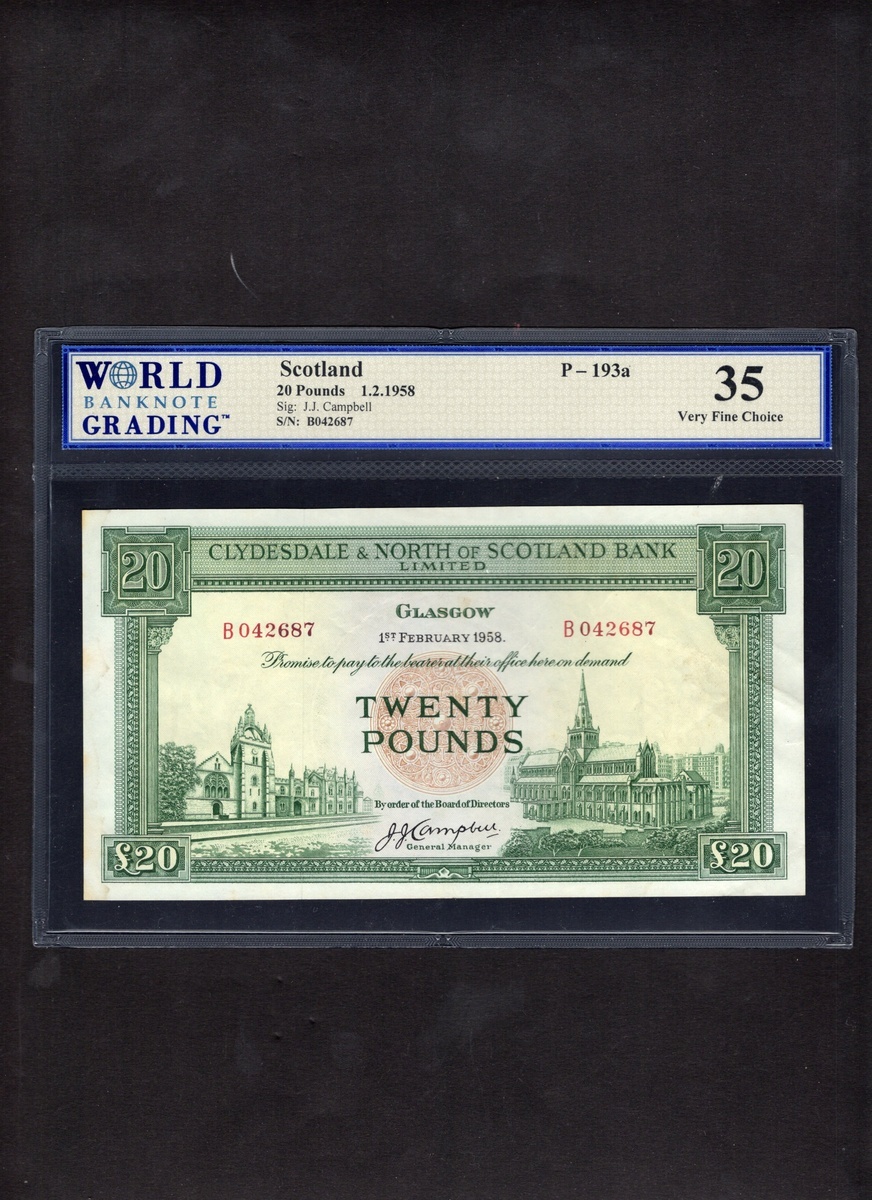 WORLD
BANKNOTE
GRADING™
Scotland
20 Pounds 1.2.1958
Sig: J.J. Campbell
S/N: B042687
P – 193a
35
Very Fine Choice
20
CLYDESDALE & NORTH OF SCOTLAND BANK
LIMITED
20
GLASGOW
B 042687
1ST FEBRUARY 1958.
B 042687
Promise to pay to the bearer at their office here on demand
TWENTY
POUNDS
By order of the Board of Directors
J.J. Campbell.
General Manager
£20
£20